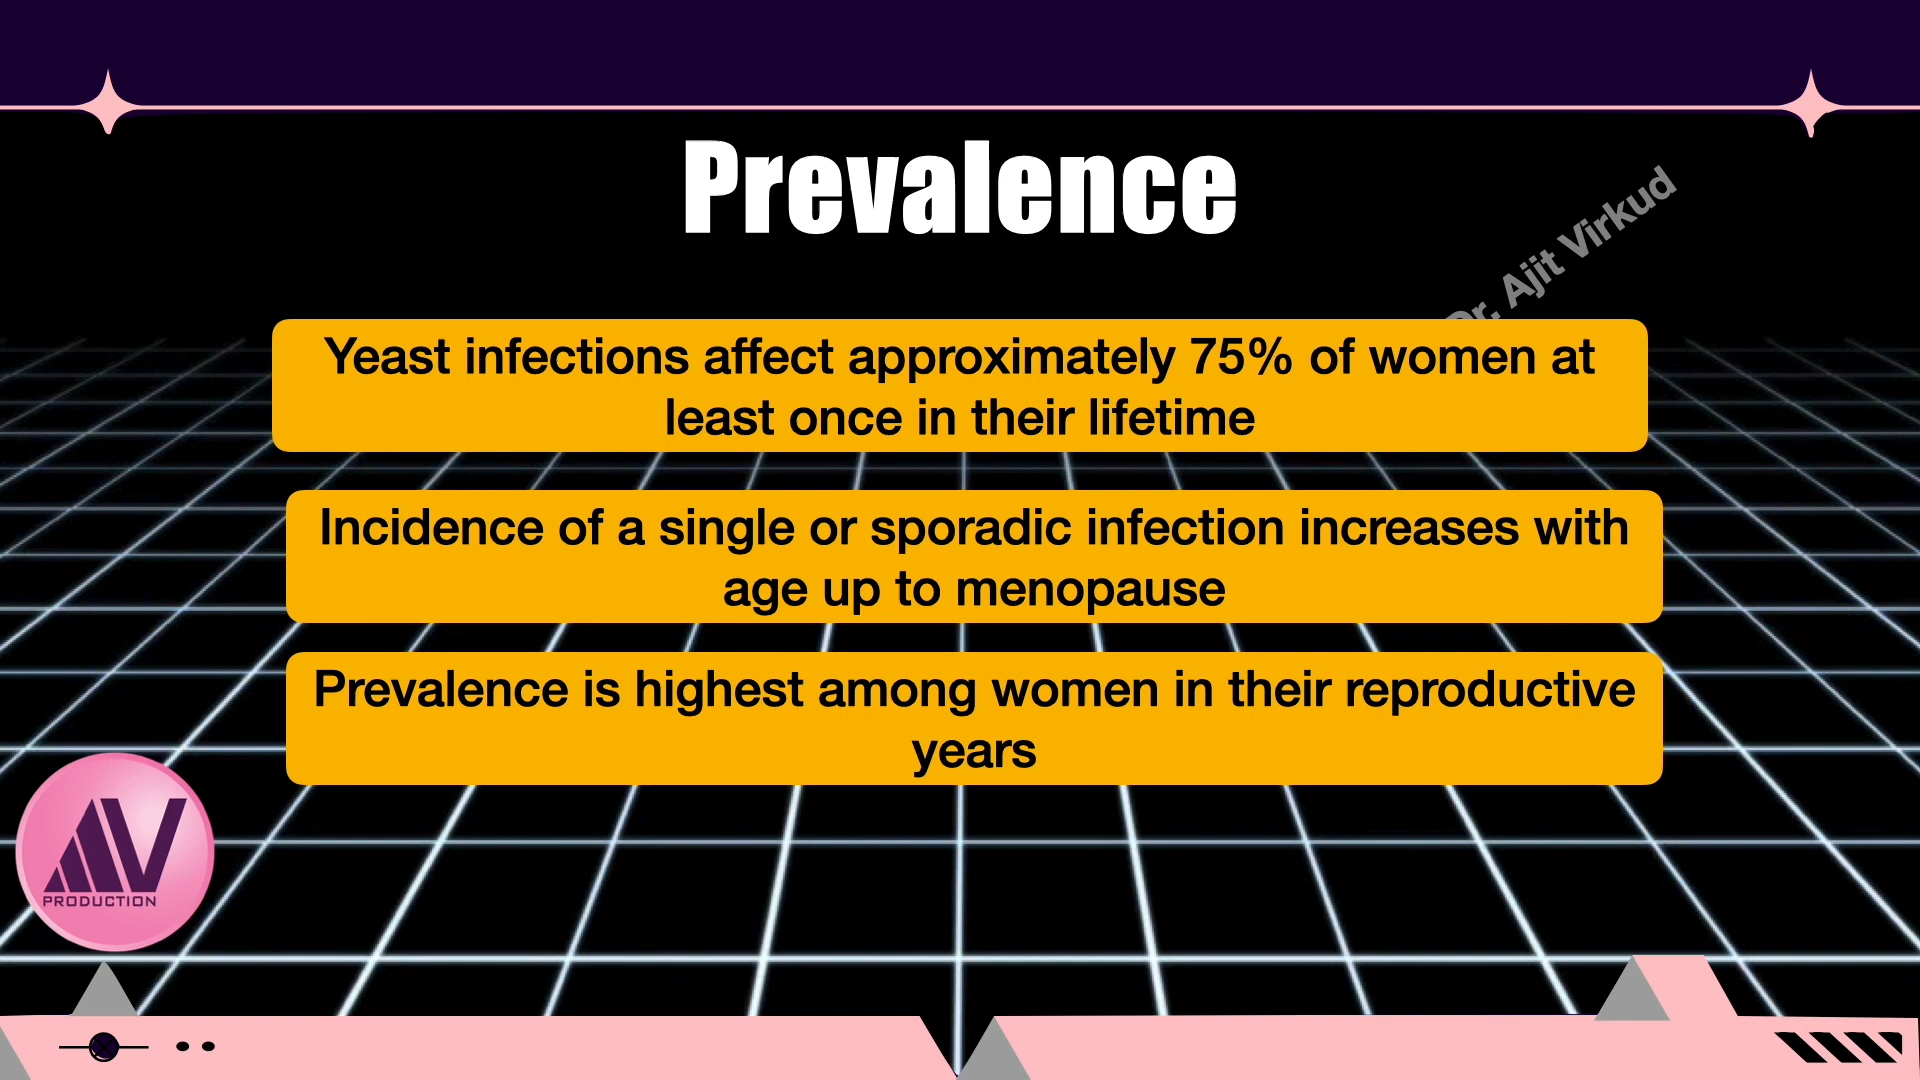 Prevalence
Dr. Ajit Virkud
Yeast infections affect approximately 75% of women at
least once in their lifetime
Incidence of a single or sporadic infection increases with
age up to menopause
Prevalence is highest among women in their reproductive
years
AV
PRODUCTION